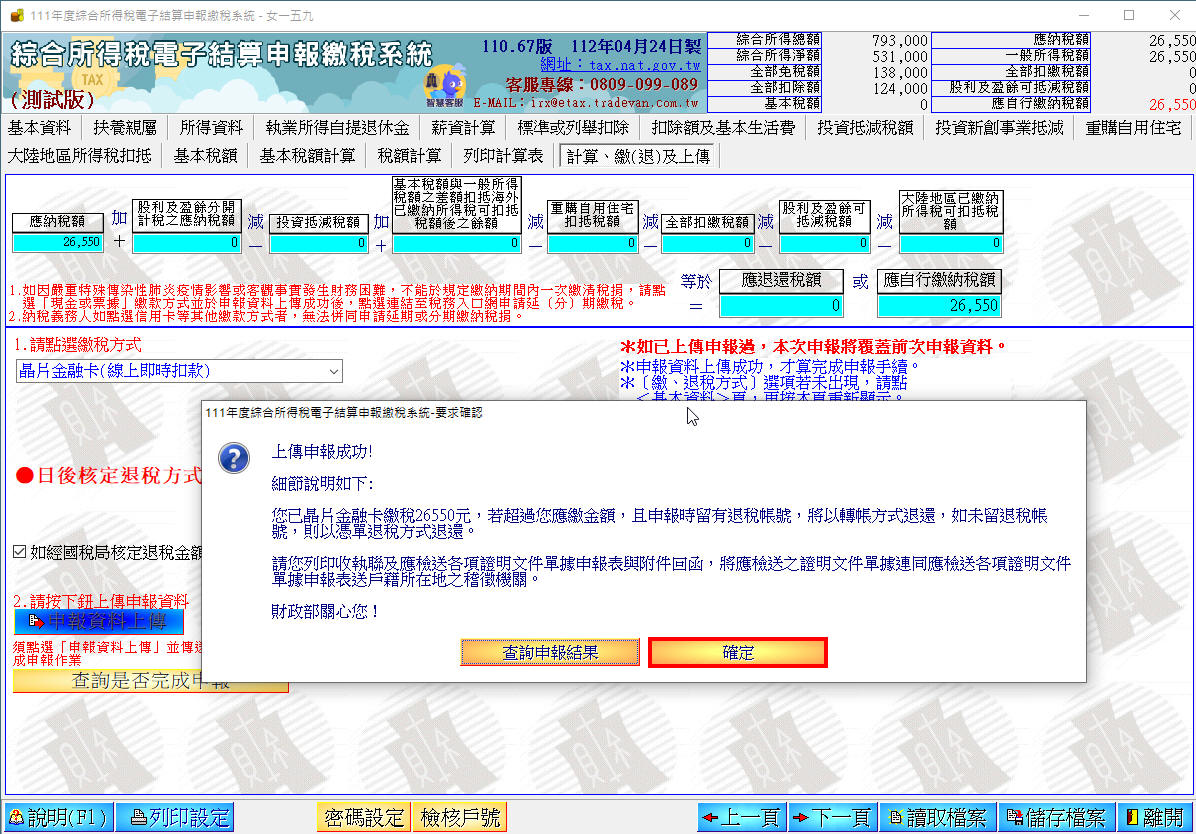 111年度綜合所得稅電子結算申報繳稅系統 - 女一五九
綜合所得稅電子結算申報繳稅系統
TAX
(測試版)
110.67版 112年04月24日製
網址：tax.nat.gov.tw
客服專線：0809-099-089
E-MAIL：irx@etax.tradevan.com.tw
智慧客服
綜合所得總額 793,000 應納稅額 26,550
綜合所得淨額 531,000 一般所得稅額 26,550
全部免稅額 138,000 全部扣繳稅額 0
全部扣除額 124,000 股利及盈餘可抵減稅額 0
基本稅額 0 應自行繳納稅額 26,550
基本資料 扶養親屬 所得資料 執業所得自提退休金 薪資計算 標準或列舉扣除 扣除額及基本生活費 投資抵減稅額 投資新創事業抵減 重購自用住宅
大陸地區所得稅扣抵 基本稅額 基本稅額計算 稅額計算 列印計算表 計算、繳(退)及上傳
應納稅額
26,550
加
＋
股利及盈餘分開
計稅之應納稅額
0
減
－
投資抵減稅額
0
加
＋
基本稅額與一般所得
稅額之差額扣抵海外
已繳納所得稅可扣抵
稅額後之餘額
0
減
－
重購自用住宅
扣抵稅額
0
減
－
全部扣繳稅額
0
減
－
股利及盈餘可
抵減稅額
0
減
－
大陸地區已繳納
所得稅可扣抵稅
額
0
等於
＝
應退還稅額
0
或
應自行繳納稅額
26,550
1.如因嚴重特殊傳染性肺炎疫情影響或客觀事實發生財務困難，不能於規定繳納期間內一次繳清稅捐，請點
選「現金或票據」繳款方式並於申報資料上傳成功後，點選連結至稅務入口網申請延（分）期繳稅。
2.納稅義務人如點選信用卡等其他繳款方式者，無法併同申請延期或分期繳納稅捐。
1.請點選繳稅方式
晶片金融卡(線上即時扣款)
＊如已上傳申報過，本次申報將覆蓋前次申報資料。
＊申報資料上傳成功，才算完成申報手續。
＊〔繳、退稅方式〕選項若未出現，請點
＜基本資料＞頁，再按本頁重新顯示。
●日後核定退稅方式
如經國稅局核定退稅金額
2.請按下鈕上傳申報資料
申報資料上傳
須點選「申報資料上傳」並傳送
成申報作業
查詢是否完成申報
111年度綜合所得稅電子結算申報繳稅系統-要求確認
上傳申報成功!
細節說明如下:
您已晶片金融卡繳稅26550元，若超過您應繳金額，且申報時留有退稅帳號，將以轉帳方式退還，如未留退稅帳
號，則以憑單退稅方式退還。
請您列印收執聯及應檢送各項證明文件單據申報表與附件回函，將應檢送之證明文件單據連同應檢送各項證明文件
單據申報表送戶籍所在地之稽徵機關。
財政部關心您！
查詢申報結果 確定
說明(F1) 列印設定 密碼設定 檢核戶號 上一頁 下一頁 讀取檔案 儲存檔案 離開